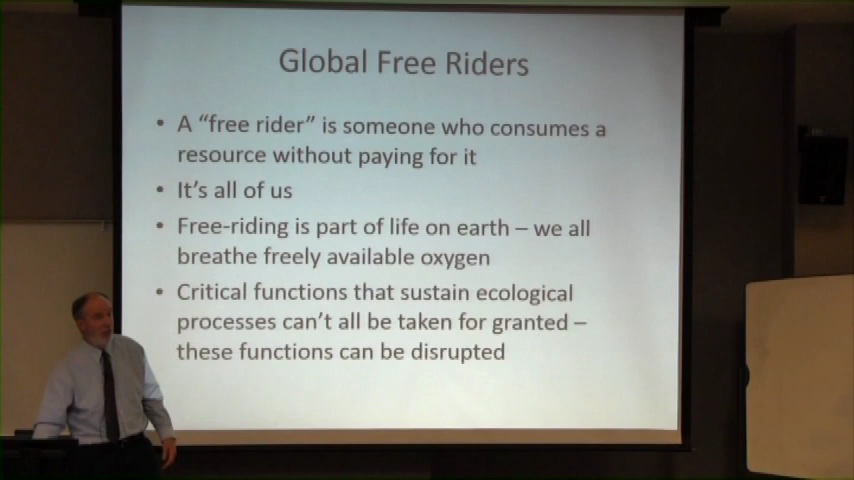 Global Free Riders
• A “free rider” is someone who consumes a
resource without paying for it
• It’s all of us
• Free-riding is part of life on earth – we all
breathe freely available oxygen
• Critical functions that sustain ecological
processes can’t all be taken for granted –
these functions can be disrupted